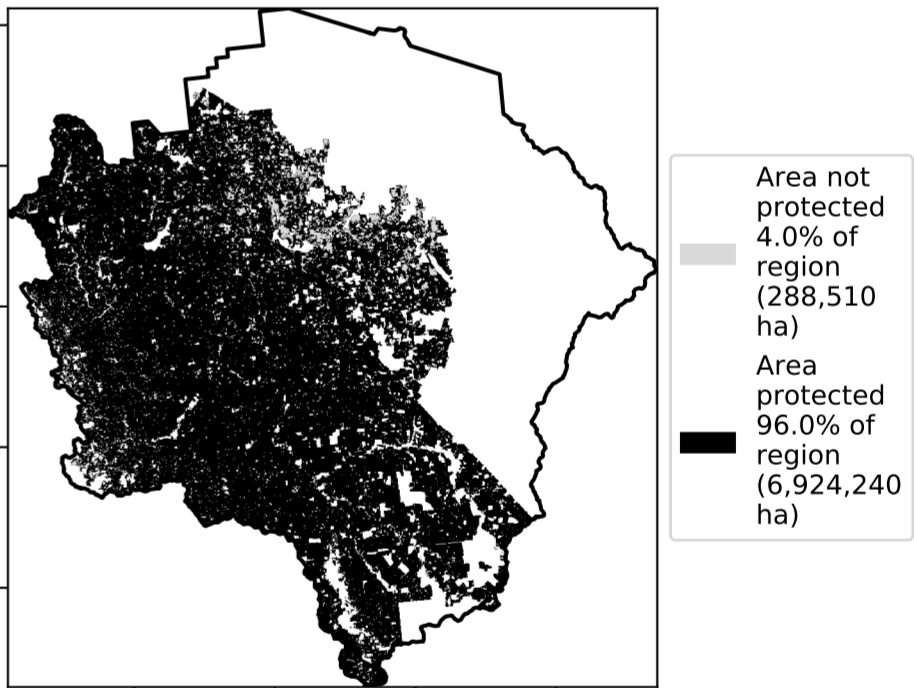 Area not
protected
4.0% of
region
(288,510
ha)
Area
protected
96.0% of
region
(6,924,240
ha)